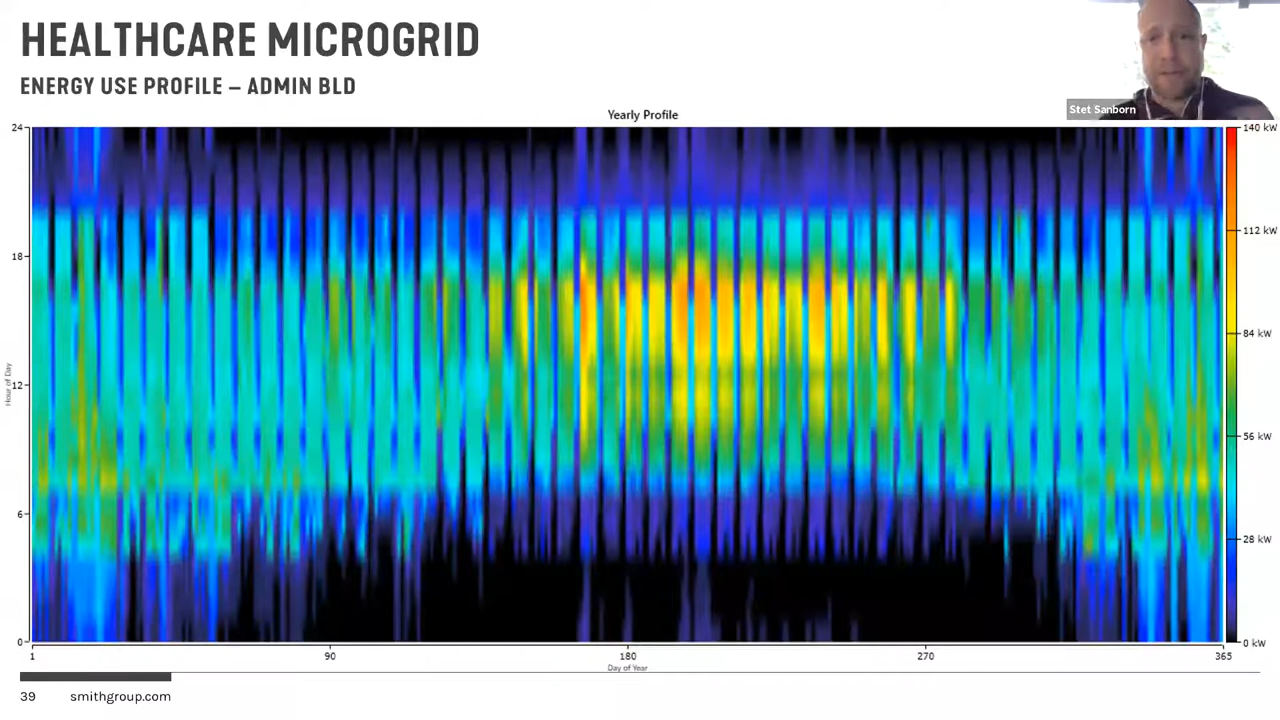 HEALTHCARE MICROGRID
ENERGY USE PROFILE – ADMIN BLD
Stet Sanborn
Yearly Profile
24
18
12
6
0
Hour of Day
1
90
180
270
365
Day of Year
140 kW
112 kW
84 kW
56 kW
28 kW
0 kW
39
smithgroup.com